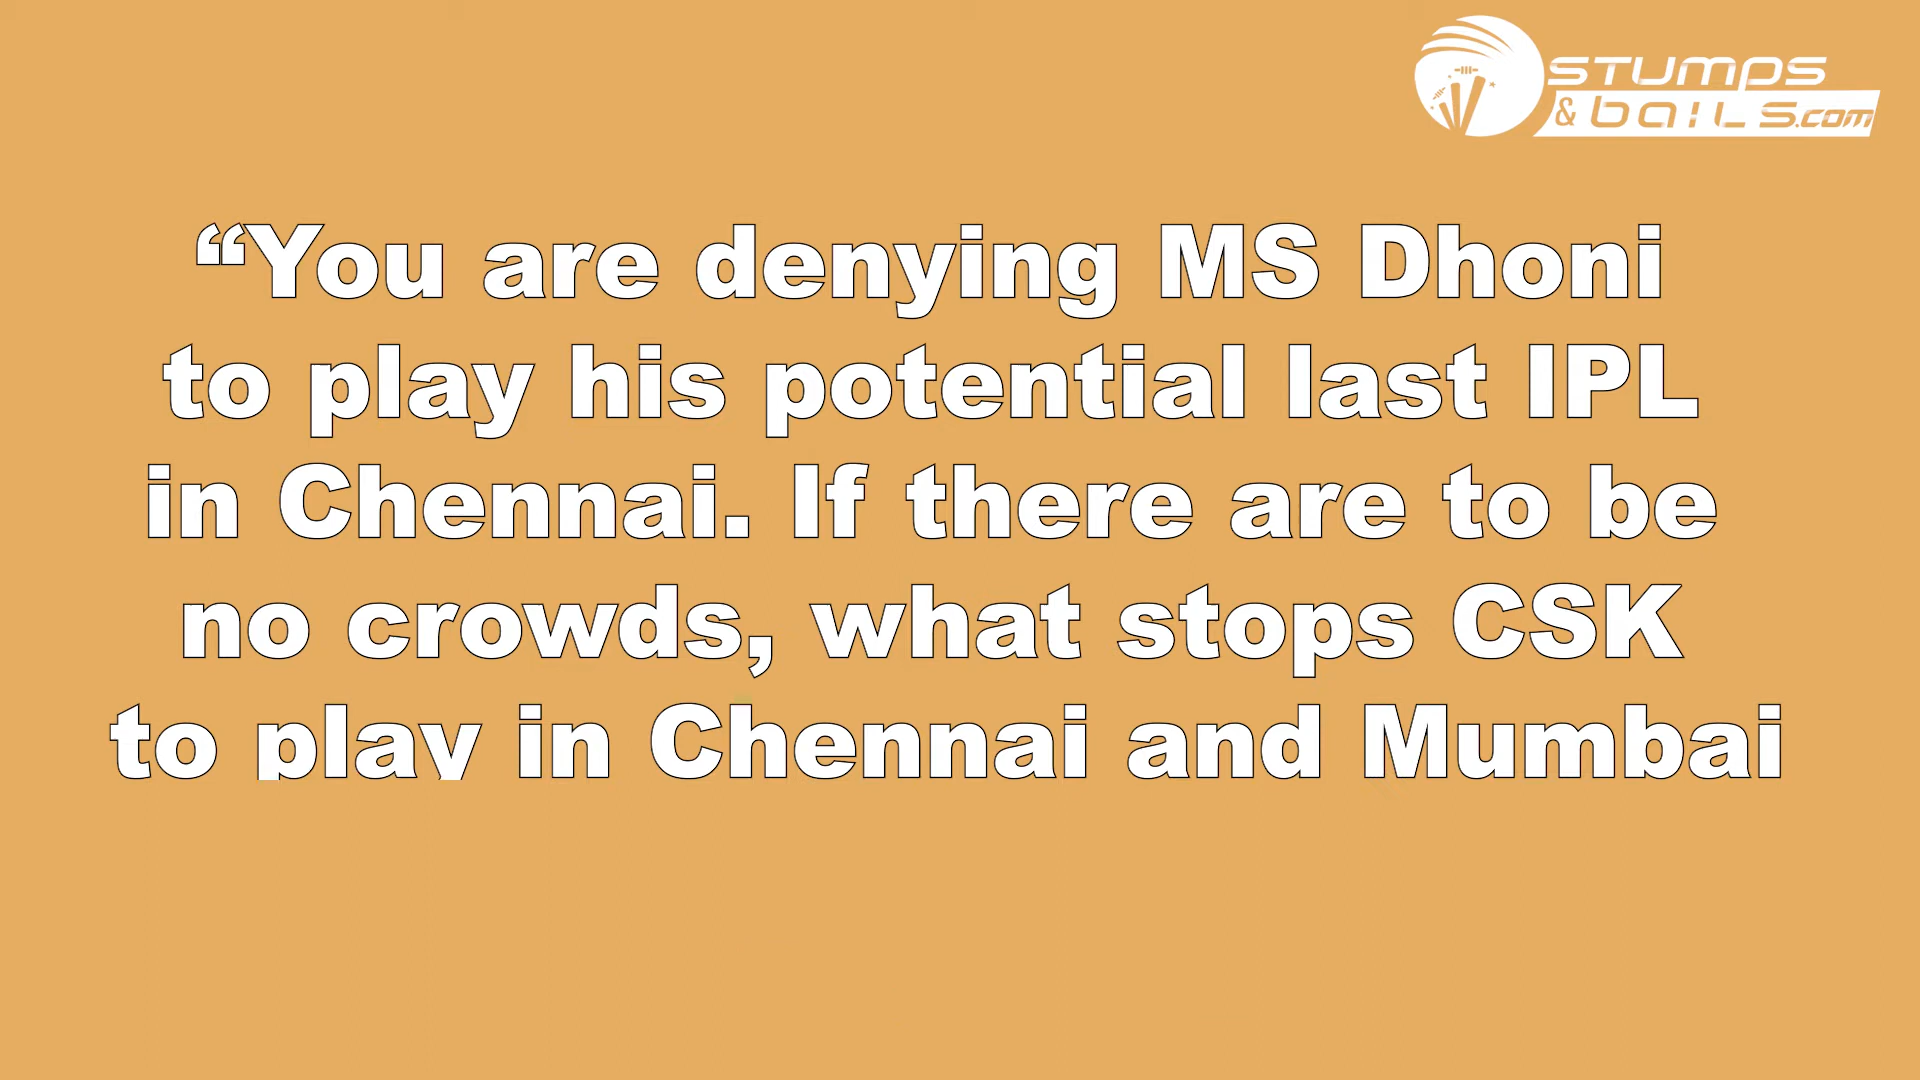 STUMPS
& BAILS.COM
“You are denying MS Dhoni
to play his potential last IPL
in Chennai. If there are to be
no crowds, what stops CSK
to play in Chennai and Mumbai